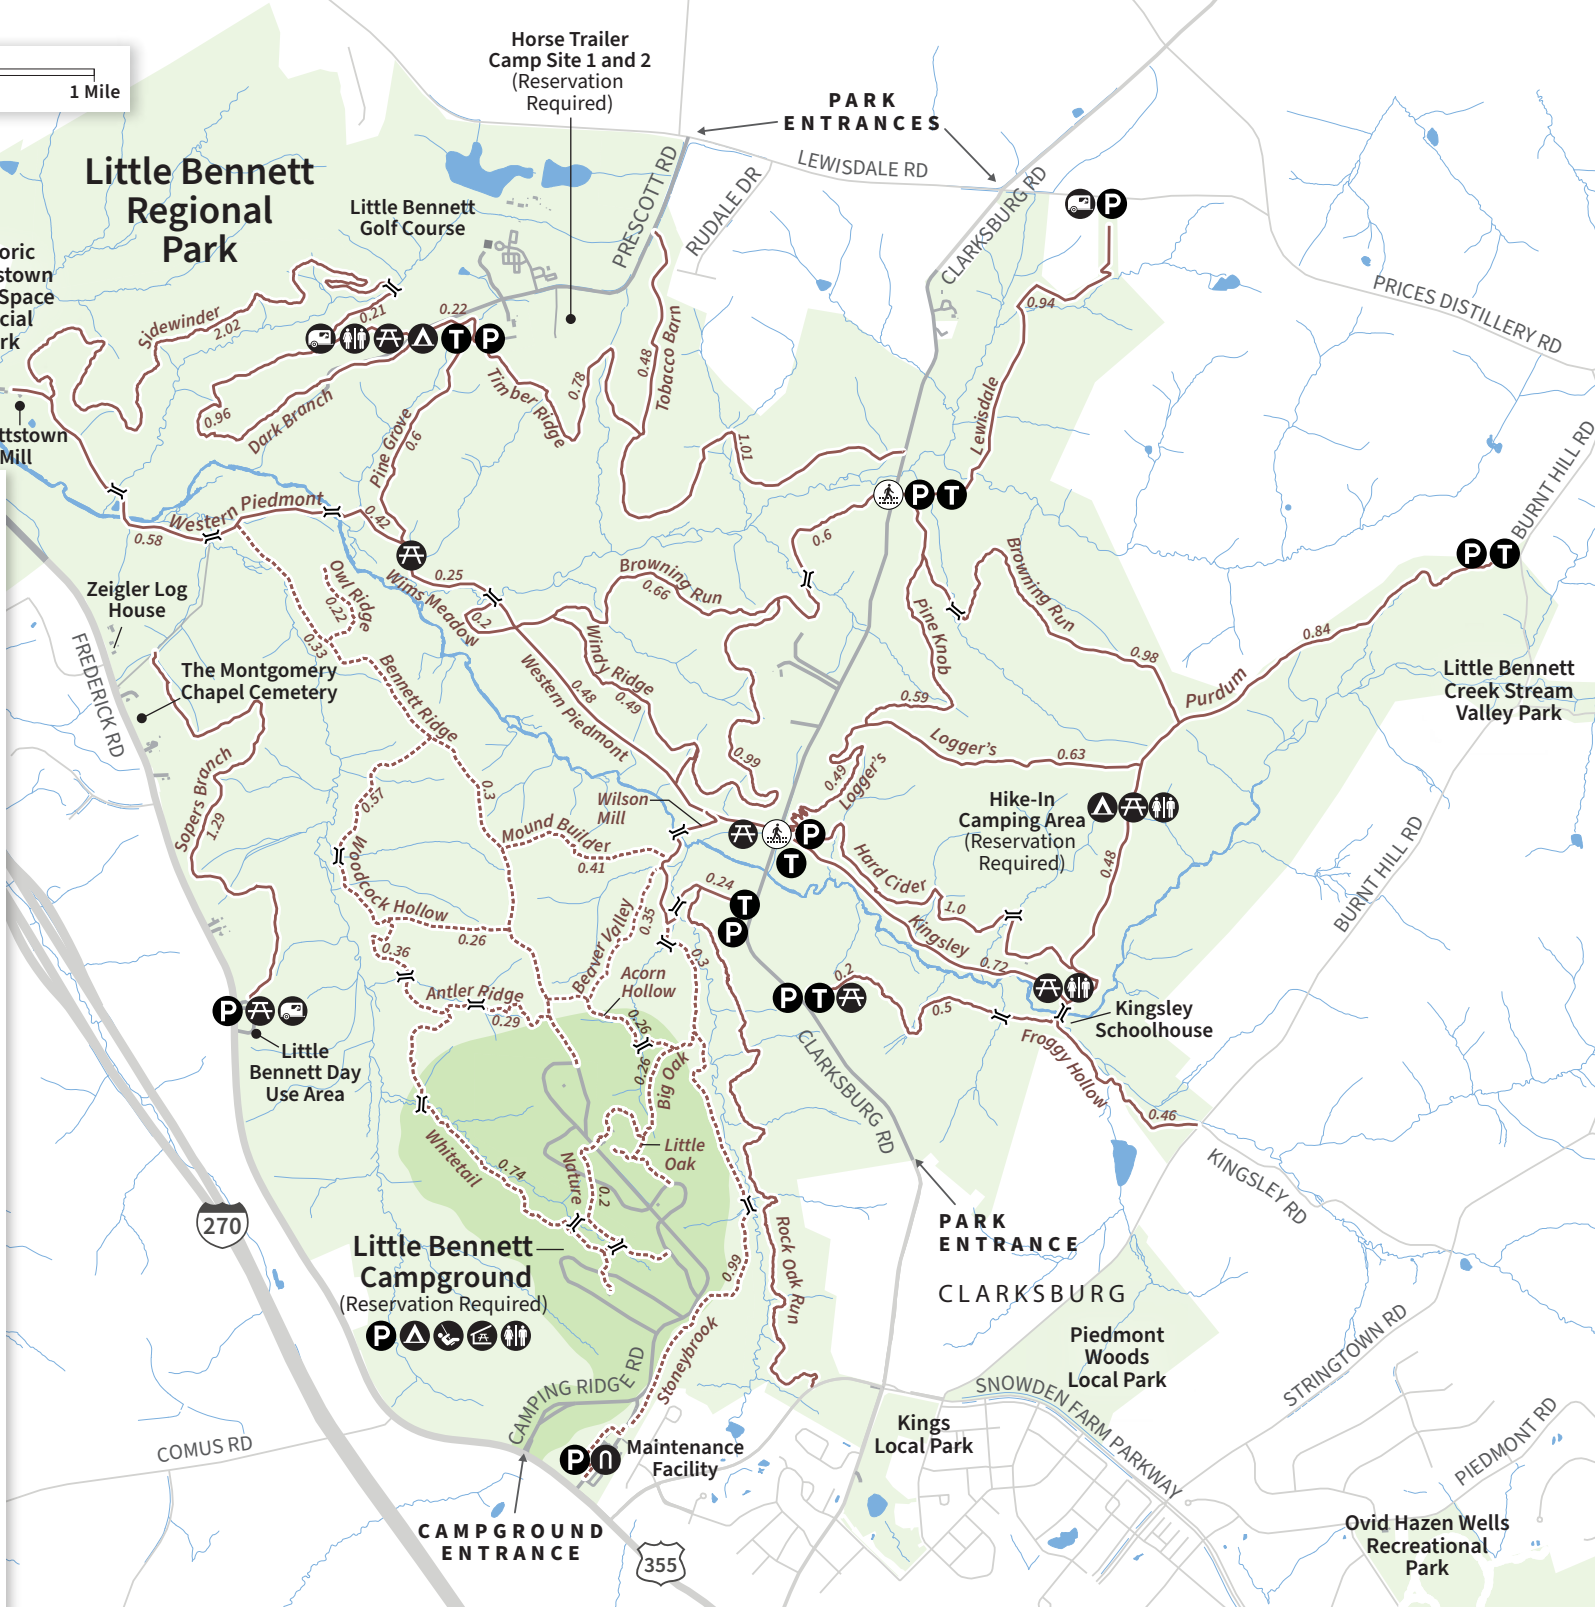 Horse Trailer
Camp Site 1 and 2
(Reservation
Required)
1 Mile
PARK
ENTRANCES
LEWISDALE RD
PRESCOTT RD
RUDALE DR
CLARKSBURG RD
P
Little Bennett
Regional
Park
Little Bennett
Golf Course
oric
stown
Space
cial
rk
Sidewinder
2.02
0.21
0.22
T
P
0.94
PRICES DISTILLERY RD
0.96
Dark Branch
Timber Ridge
0.78
0.48
Tobacco Barn
Lewisdale
ttstown
Mill
Pine Grove
0.6
1.01
P
T
BURNT HILL RD
Western Piedmont
0.58
0.42
0.6
P
T
Zeigler Log
House
Owl Ridge
0.22
0.33
Wims Meadow
0.25
0.2
Browning Run
0.66
Browning Run
0.98
Pine Knob
0.84
Purdum
Little Bennett
Creek Stream
Valley Park
FREDERICK RD
The Montgomery
Chapel Cemetery
Bennett Ridge
Windy Ridge
0.49
0.48
Western Piedmont
0.59
Logger's
0.63
Sopers Branch
1.29
0.57
0.3
0.99
0.49
Logger's
Wilson
Mill
Hike-In
Camping Area
(Reservation
Required)
P
T
Woodcock Hollow
0.26
Mound Builder
0.41
0.24
T
P
Hard Cider
1.0
0.48
BURNT HILL RD
Kingsley
0.72
0.36
Beaver Valley
0.35
0.3
Acorn
Hollow
Antler Ridge
0.29
0.26
0.26
Big Oak
P
T
0.2
0.5
Kingsley
Schoolhouse
Froggy Hollow
0.46
P
Little
Bennett Day
Use Area
CLARKSBURG RD
Whitetail
0.74
Nature
0.2
Little
Oak
KINGSLEY RD
PARK
ENTRANCE
CLARKSBURG
270
Little Bennett
Campground
(Reservation Required)
P
0.99
Rock Oak Run
Stoneybrook
Piedmont
Woods
Local Park
STRINGTOWN RD
CAMPING RIDGE RD
SNOWDEN FARM PARKWAY
Kings
Local Park
PIEDMONT RD
COMUS RD
P
Maintenance
Facility
CAMPGROUND
ENTRANCE
355
Ovid Hazen Wells
Recreational
Park